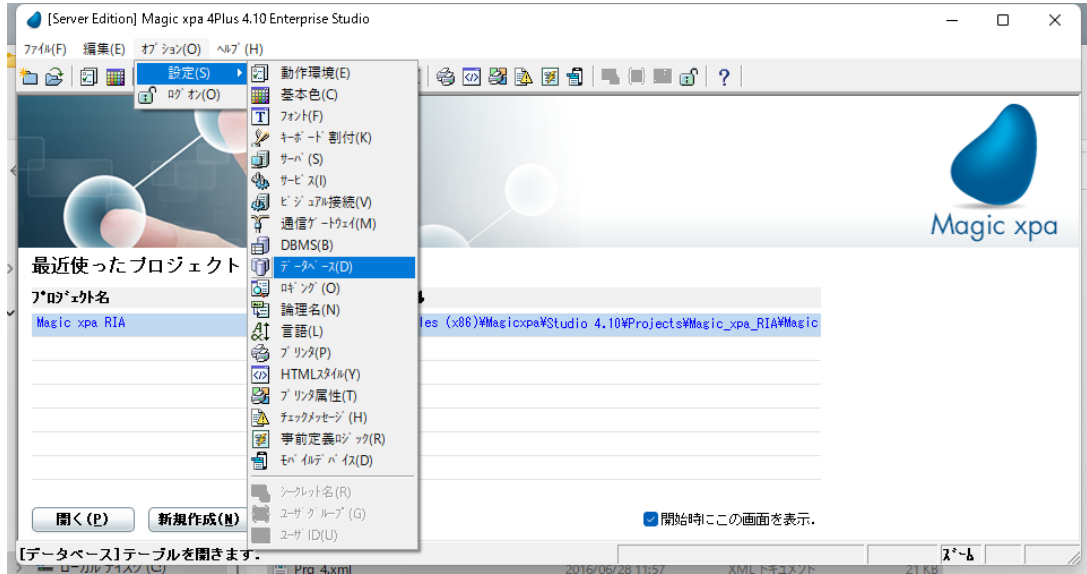 [Server Edition] Magic xpa 4Plus 4.10 Enterprise Studio
ﾌｧｲﾙ(F) 編集(E) ｵﾌﾟｼｮﾝ(O) ﾍﾙﾌﾟ(H)
設定(S)
ﾛｸﾞｵﾝ(O)
動作環境(E)
基本色(C)
ﾌｫﾝﾄ(F)
ｷｰﾎﾞｰﾄﾞ割付(K)
ｻｰﾊﾞ(S)
ｻｰﾋﾞｽ(I)
ﾋﾞｼﾞｭｱﾙ接続(V)
通信ｹﾞｰﾄｳｪｲ(M)
DBMS(B)
ﾃﾞｰﾀﾍﾞｰｽ(D)
ﾛｷﾞﾝｸﾞ(O)
論理名(N)
言語(L)
ﾌﾟﾘﾝﾀ(P)
HTMLｽﾀｲﾙ(Y)
ﾌﾟﾘﾝﾀ属性(T)
ﾁｪｯｸﾒｯｾｰｼﾞ(H)
事前定義ﾛｼﾞｯｸ(R)
ﾓﾊﾞｲﾙﾃﾞﾊﾞｲｽ(D)
ｼｰｸﾚｯﾄ名(R)
ﾕｰｻﾞｸﾞﾙｰﾌﾟ(G)
ﾕｰｻﾞID(U)
Magic xpa
最近使ったプロジェクト
ﾌﾟﾛｼﾞｪｸﾄ名
Magic xpa RIA
les (x86)¥Magicxpa¥Studio 4.10¥Projects¥Magic_xpa_RIA¥Magic
開く(P) 新規作成(N)
開始時にこの画面を表示.
[データベース]テーブルを開きます.
ｽﾞｰﾑ
ローカル ディスク (C)
Prg_4.xml 2016/06/28 11:57 XML ドキュメント 21 KB